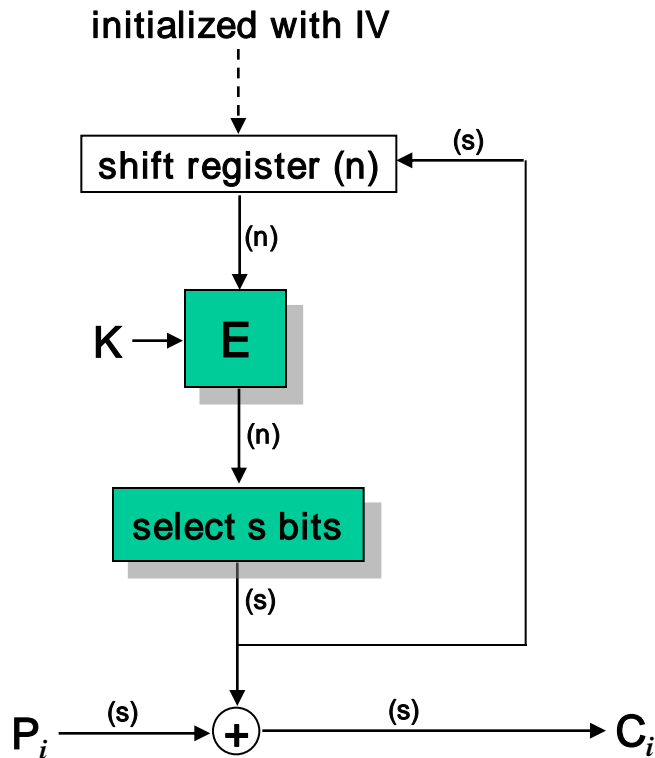 initialized with IV
(s)
shift register (n)
(n)
K
E
(n)
select s bits
(s)
(s)
(s)
Pi
+
Ci